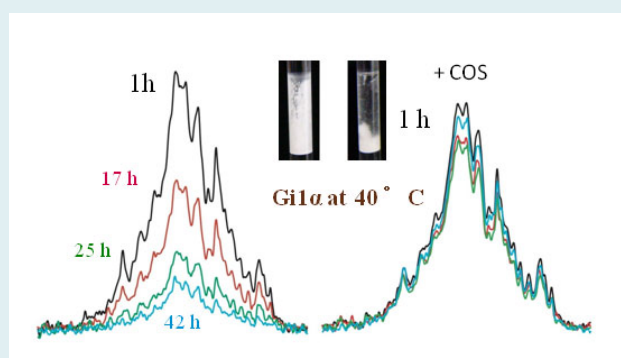 1h
17 h
25 h
42 h
+ COS
1 h
Gi1α at 40° C